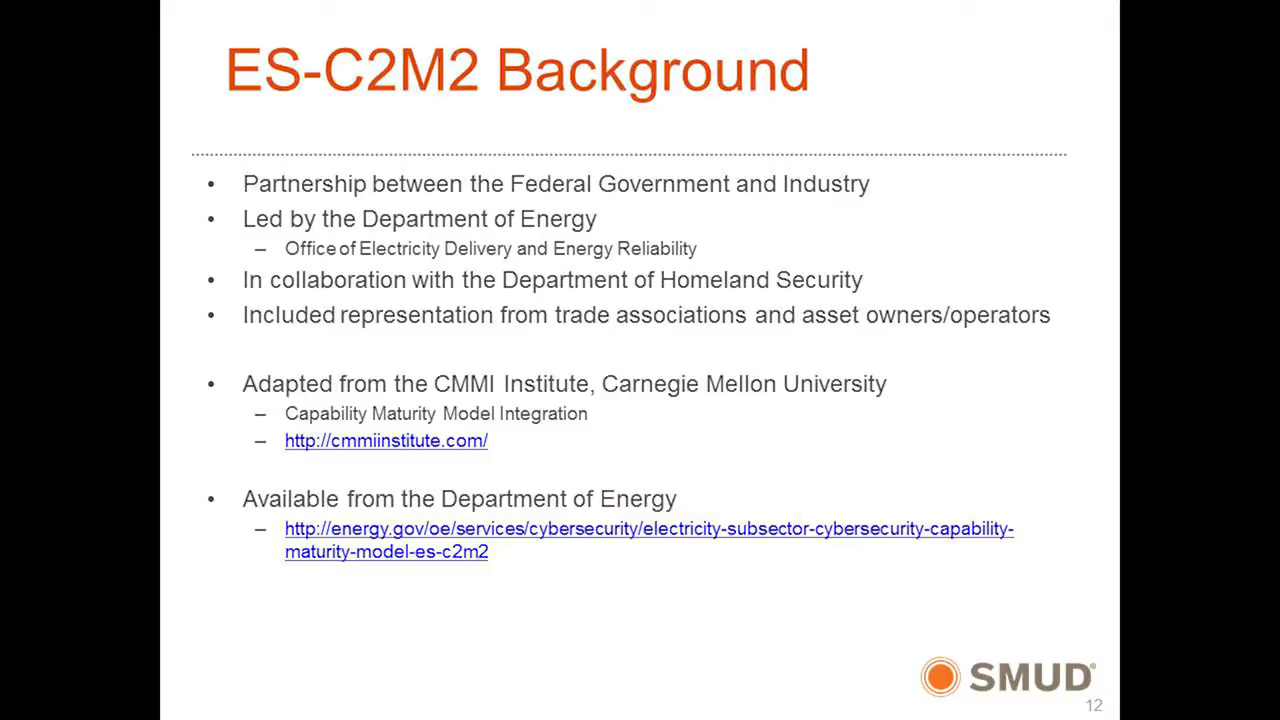 ES-C2M2 Background
• Partnership between the Federal Government and Industry
• Led by the Department of Energy
– Office of Electricity Delivery and Energy Reliability
• In collaboration with the Department of Homeland Security
• Included representation from trade associations and asset owners/operators
• Adapted from the CMMI Institute, Carnegie Mellon University
– Capability Maturity Model Integration
– http://cmmiinstitute.com/
• Available from the Department of Energy
– http://energy.gov/oe/services/cybersecurity/electricity-subsector-cybersecurity-capability-
maturity-model-es-c2m2
SMUD®
12